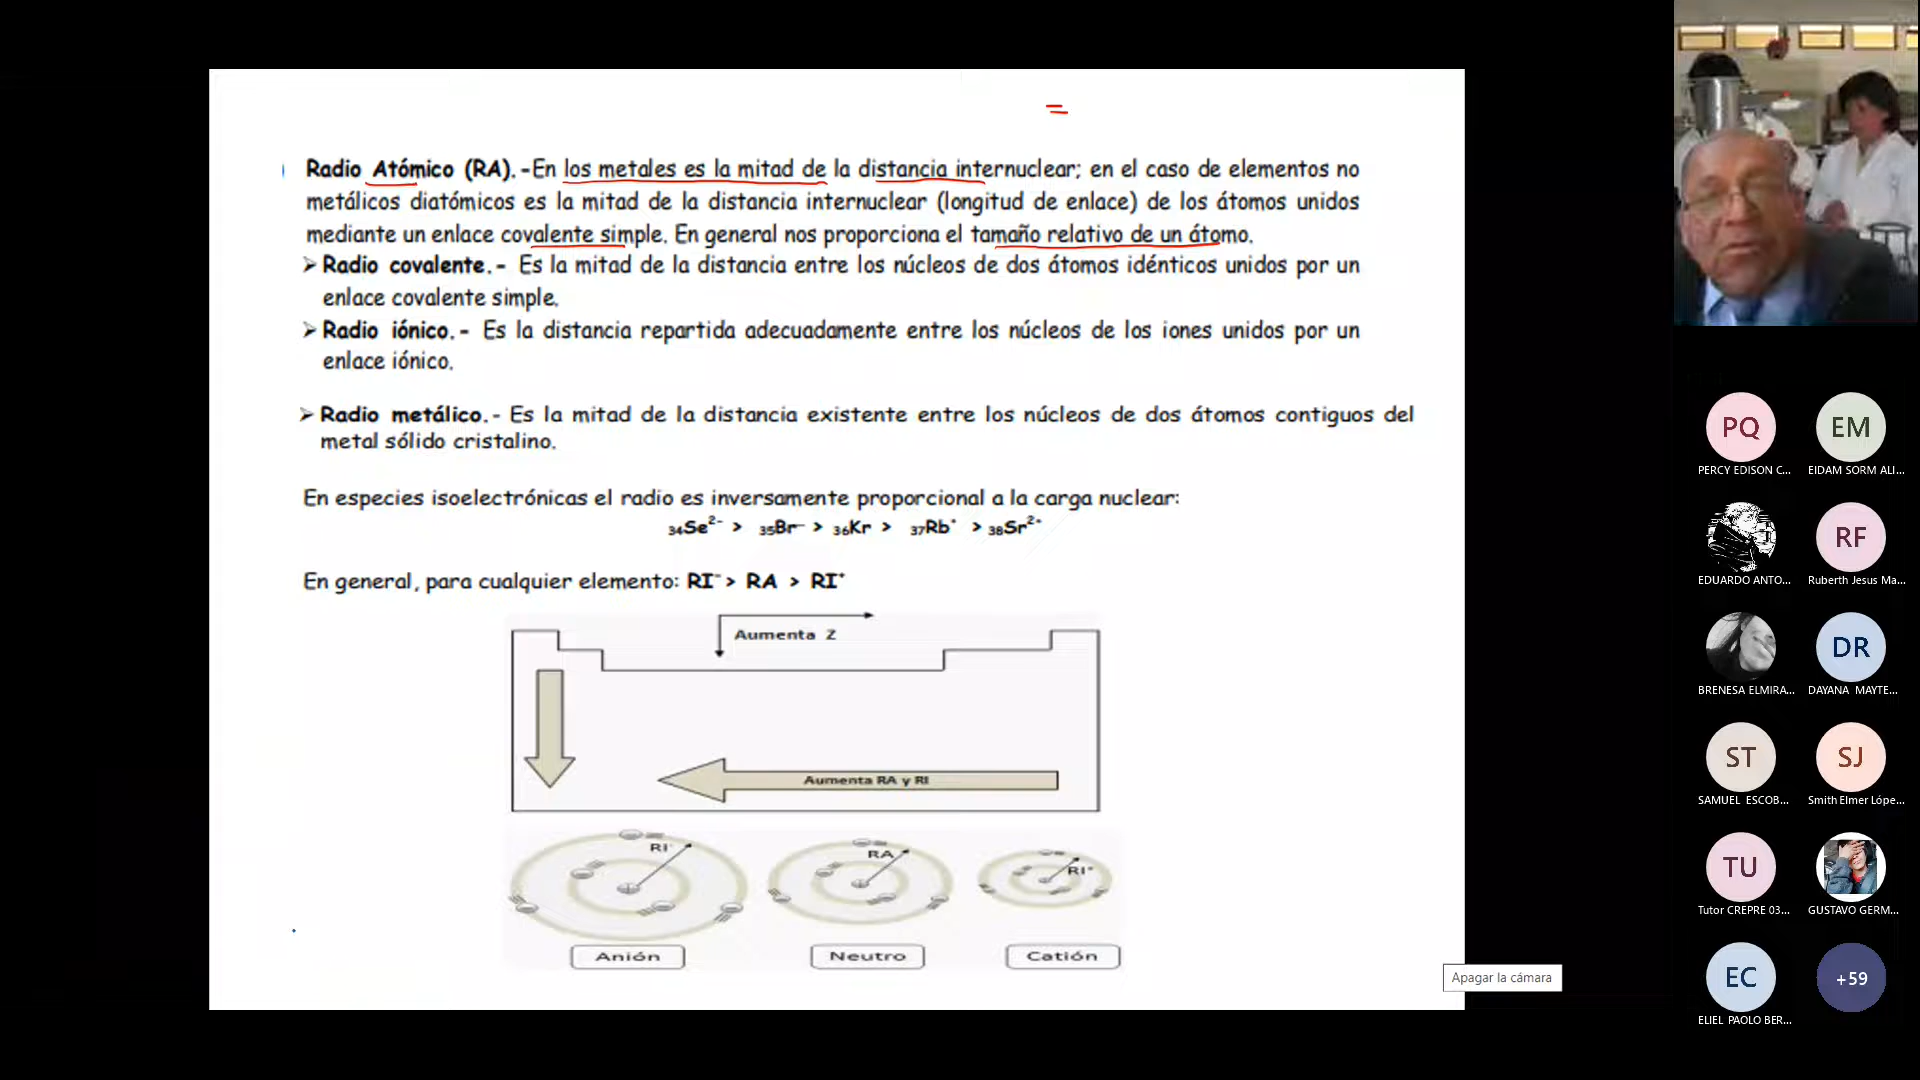 Radio Atómico (RA).-En los metales es la mitad de la distancia internuclear; en el caso de elementos no
metálicos diatómicos es la mitad de la distancia internuclear (longitud de enlace) de los átomos unidos
mediante un enlace covalente simple. En general nos proporciona el tamaño relativo de un átomo.
➢ Radio covalente.- Es la mitad de la distancia entre los núcleos de dos átomos idénticos unidos por un
enlace covalente simple.
➢ Radio iónico.- Es la distancia repartida adecuadamente entre los núcleos de los iones unidos por un
enlace iónico.
➢ Radio metálico.- Es la mitad de la distancia existente entre los núcleos de dos átomos contiguos del
metal sólido cristalino.
En especies isoelectrónicas el radio es inversamente proporcional a la carga nuclear:
₃₄Se²⁻ > ₃₅Br⁻ > ₃₆Kr > ₃₇Rb⁺ > ₃₈Sr²⁺
En general, para cualquier elemento: RI⁻ > RA > RI⁺
Aumenta Z
Aumenta RA y RI
RI⁻
RA
RI⁺
Anión
Neutro
Catión
Apagar la cámara
PQ
EM
PERCY EDISON C...
EIDAM SORM ALI...
RF
EDUARDO ANTO...
Ruberth Jesus Ma...
DR
BRENESA ELMIRA...
DAYANA MAYTE...
ST
SJ
SAMUEL ESCOB...
Smith Elmer Lópe...
TU
Tutor CREPRE 03...
GUSTAVO GERM...
EC
+59
ELIEL PAOLO BER...